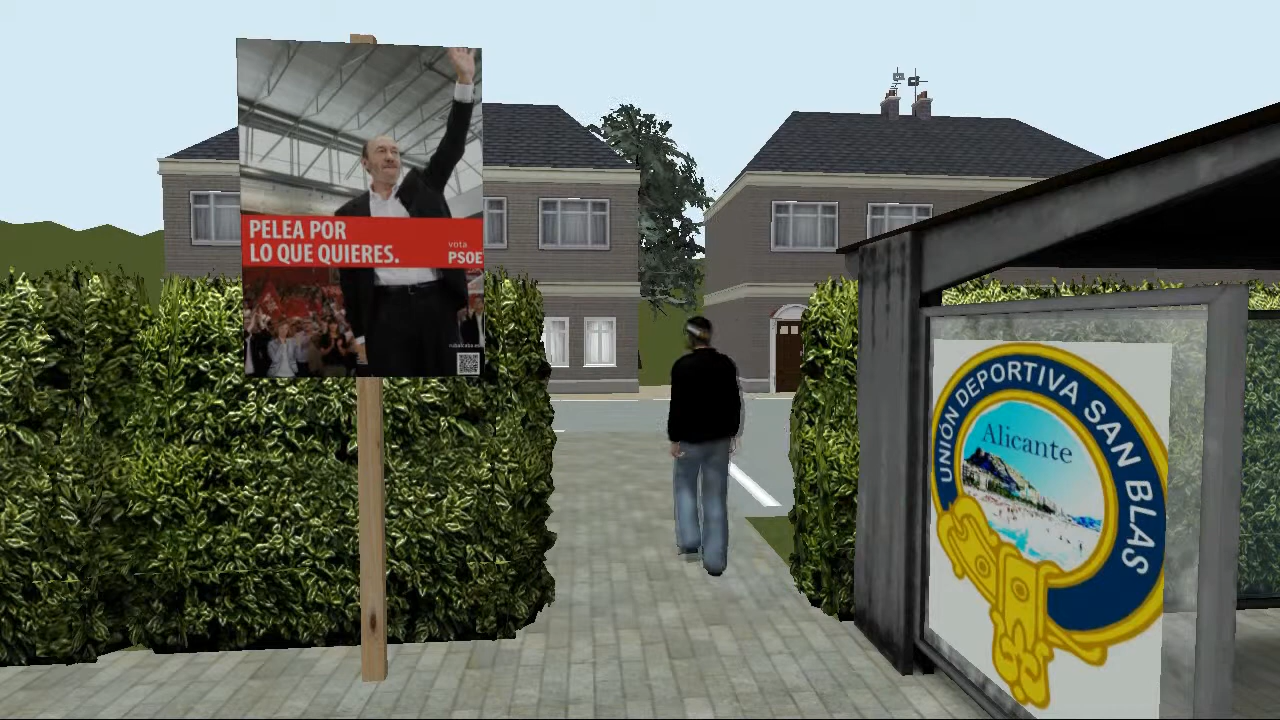 PELEA POR
LO QUE QUIERES.
vota
PSOE
UNIÓN DEPORTIVA SAN BLAS
Alicante